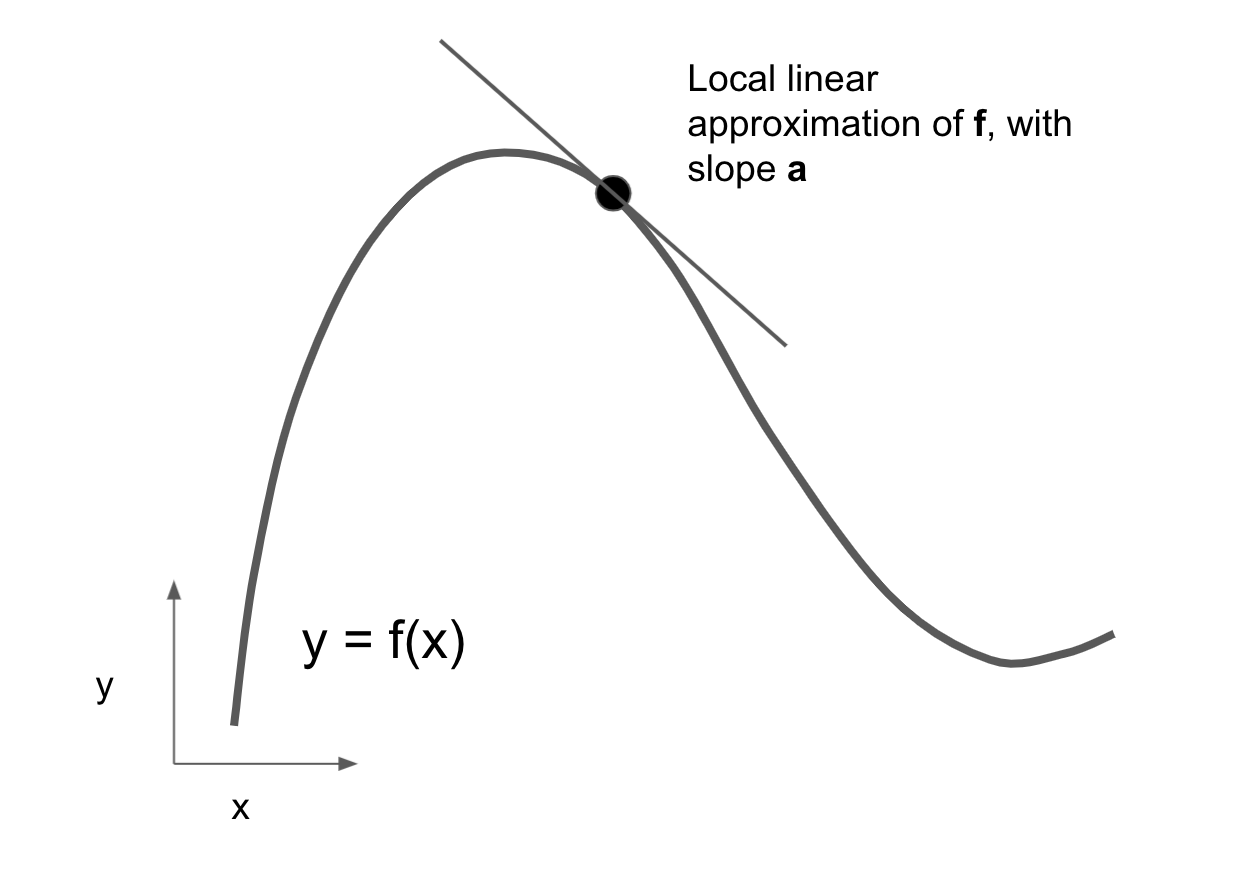 Local linear
approximation of f, with
slope a
y = f(x)
y
x